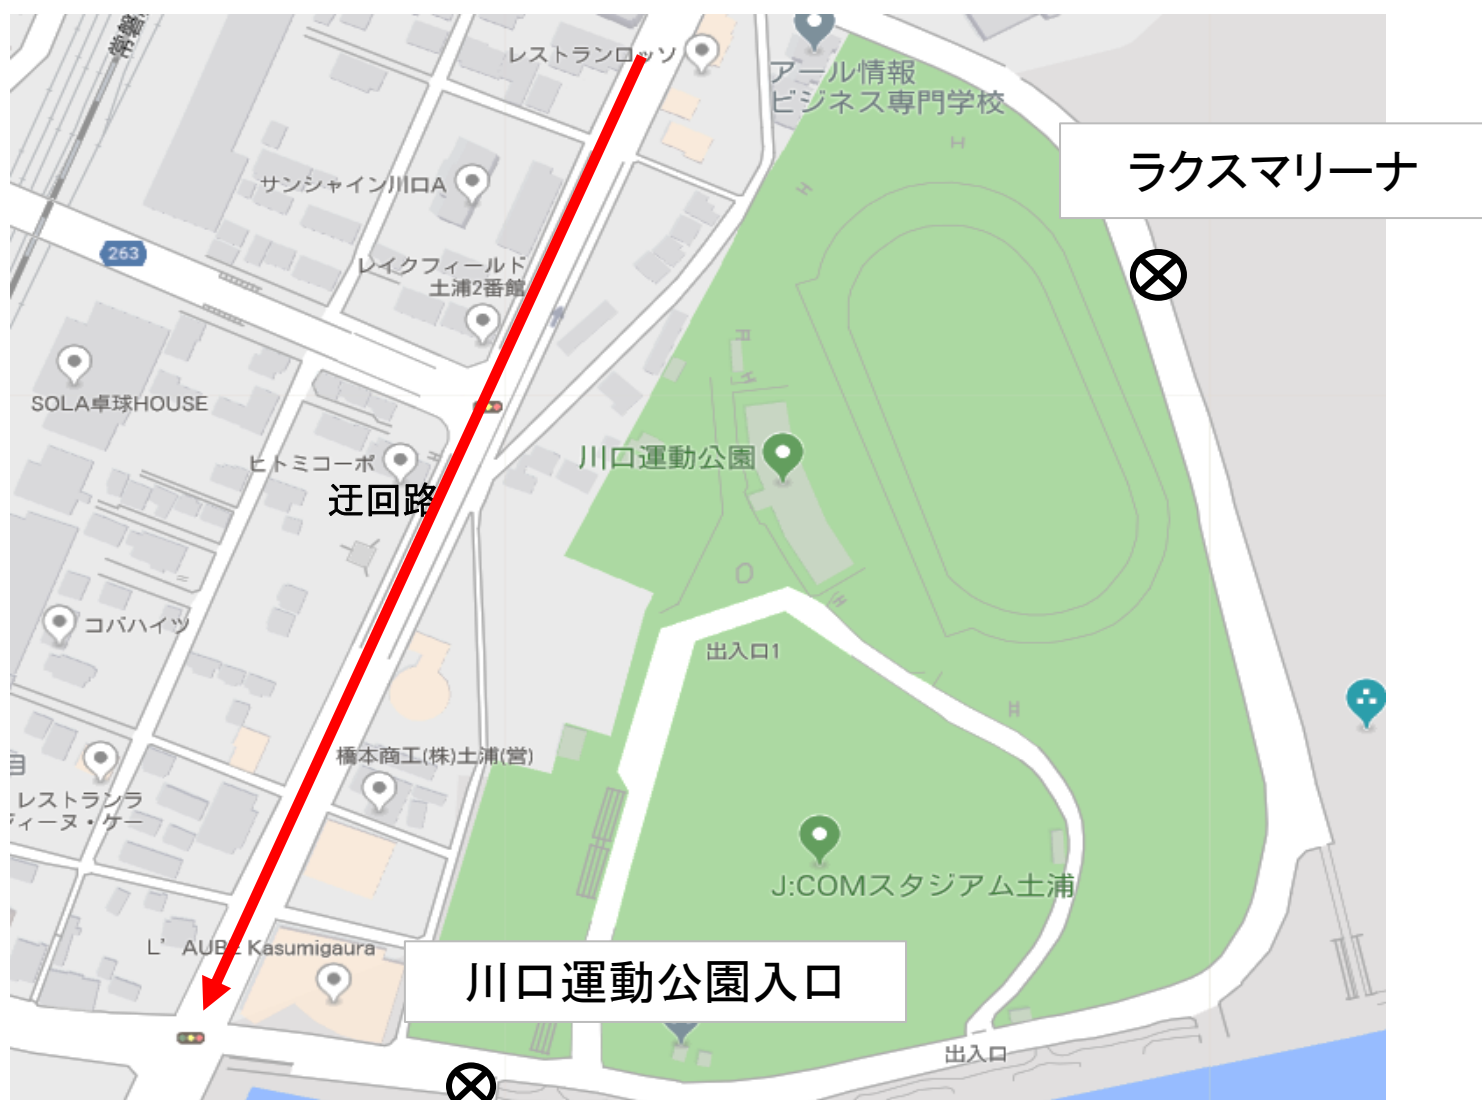 常磐
レストランロッソ
アール情報
ビジネス専門学校
ラクスマリーナ
サンシャイン川口A
263
レイクフィールド
土浦2番館
SOLA卓球HOUSE
川口運動公園
ヒトミコーポ
迂回路
コバハイツ
出入口1
橋本商工(株)土浦(営)
目
レストランラ
ィーヌ・ケー
J:COMスタジアム土浦
L’AUBE Kasumigaura
川口運動公園入口
出入口